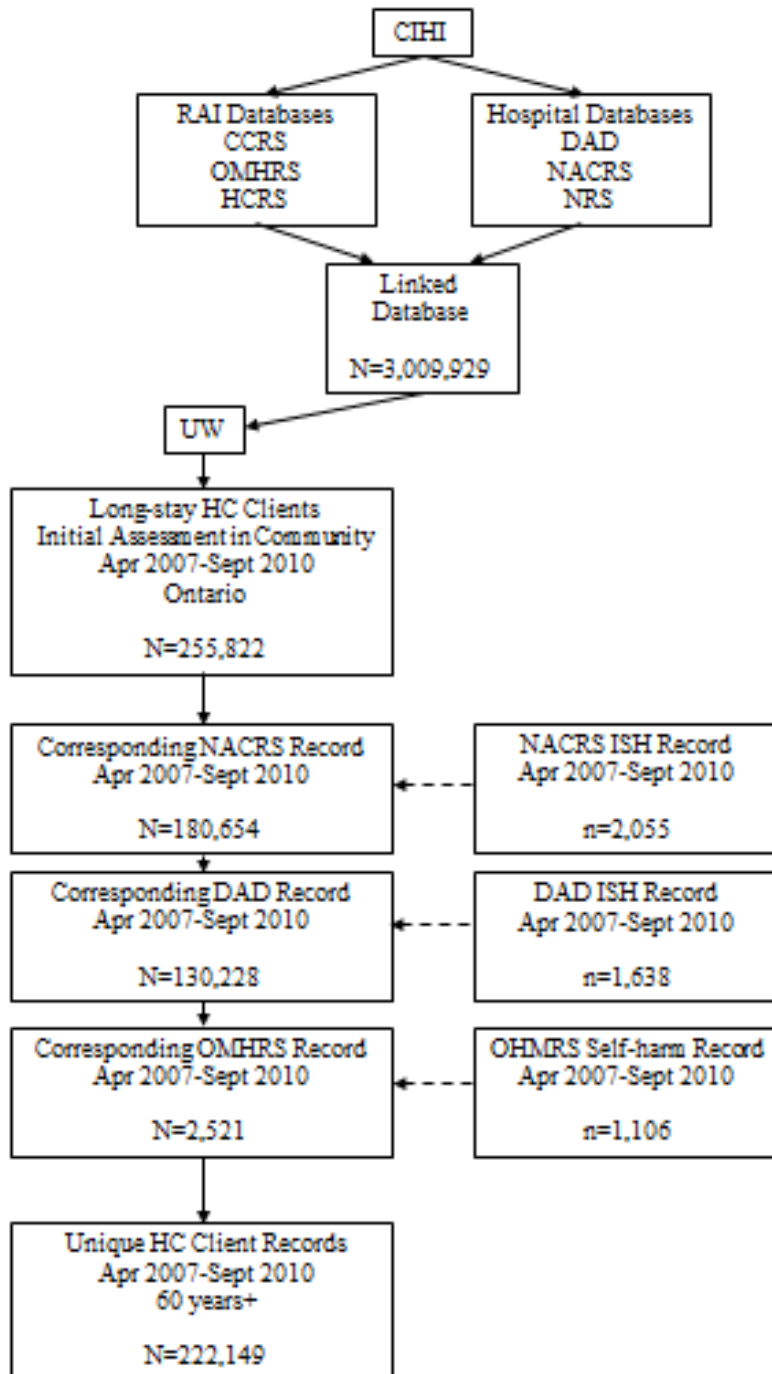 CIHI
RAI Databases
CCRS
OMHRS
HCRS
Hospital Databases
DAD
NACRS
NRS
Linked
Database
N=3,009,929
UW
Long-stay HC Clients
Initial Assessment in Community
Apr 2007-Sept 2010
Ontario
N=255,822
Corresponding NACRS Record
Apr 2007-Sept 2010
N=180,654
NACRS ISH Record
Apr 2007-Sept 2010
n=2,055
Corresponding DAD Record
Apr 2007-Sept 2010
N=130,228
DAD ISH Record
Apr 2007-Sept 2010
n=1,638
Corresponding OMHRS Record
Apr 2007-Sept 2010
N=2,521
OHMRS Self-harm Record
Apr 2007-Sept 2010
n=1,106
Unique HC Client Records
Apr 2007-Sept 2010
60 years+
N=222,149